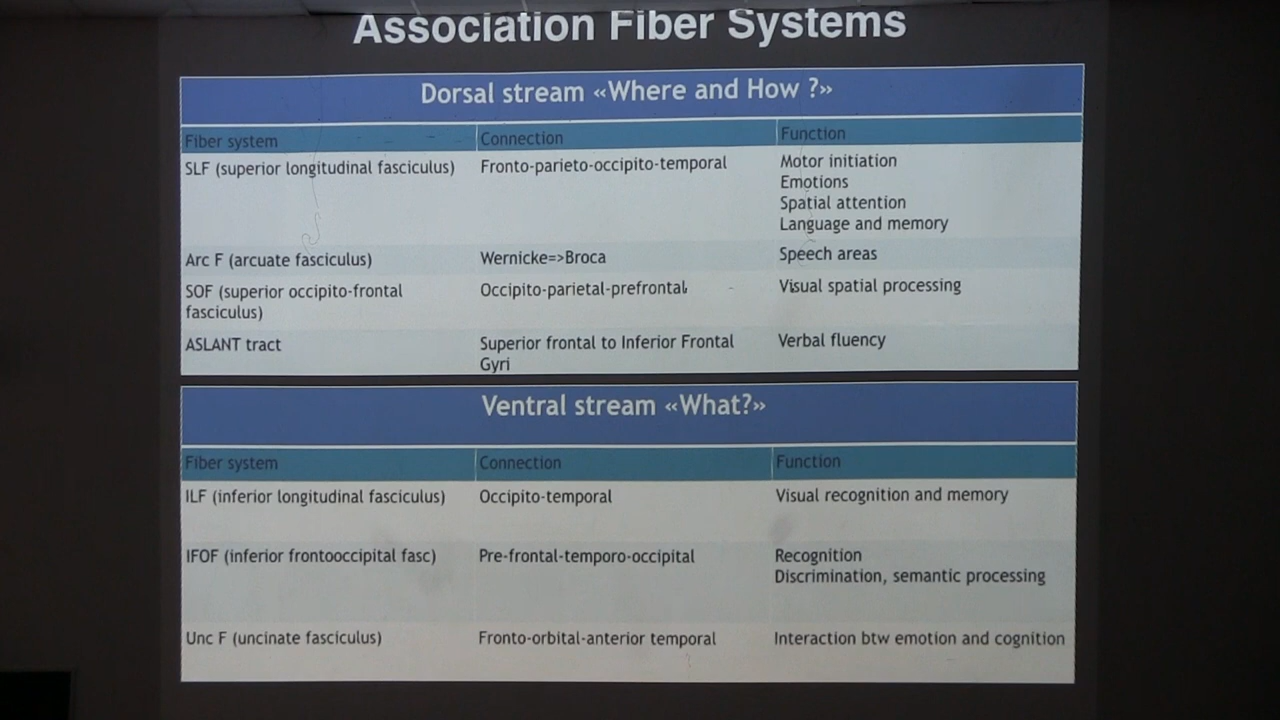 Association Fiber Systems
Dorsal stream «Where and How ?»
Fiber system Connection Function
SLF (superior longitudinal fasciculus) Fronto-parieto-occipito-temporal Motor initiation
Emotions
Spatial attention
Language and memory
Arc F (arcuate fasciculus) Wernicke=>Broca Speech areas
SOF (superior occipito-frontal Occipito-parietal-prefrontal Visual spatial processing
fasciculus)
ASLANT tract Superior frontal to Inferior Frontal Verbal fluency
Gyri
Ventral stream «What?»
Fiber system Connection Function
ILF (inferior longitudinal fasciculus) Occipito-temporal Visual recognition and memory
IFOF (inferior frontooccipital fasc) Pre-frontal-temporo-occipital Recognition
Discrimination, semantic processing
Unc F (uncinate fasciculus) Fronto-orbital-anterior temporal Interaction btw emotion and cognition